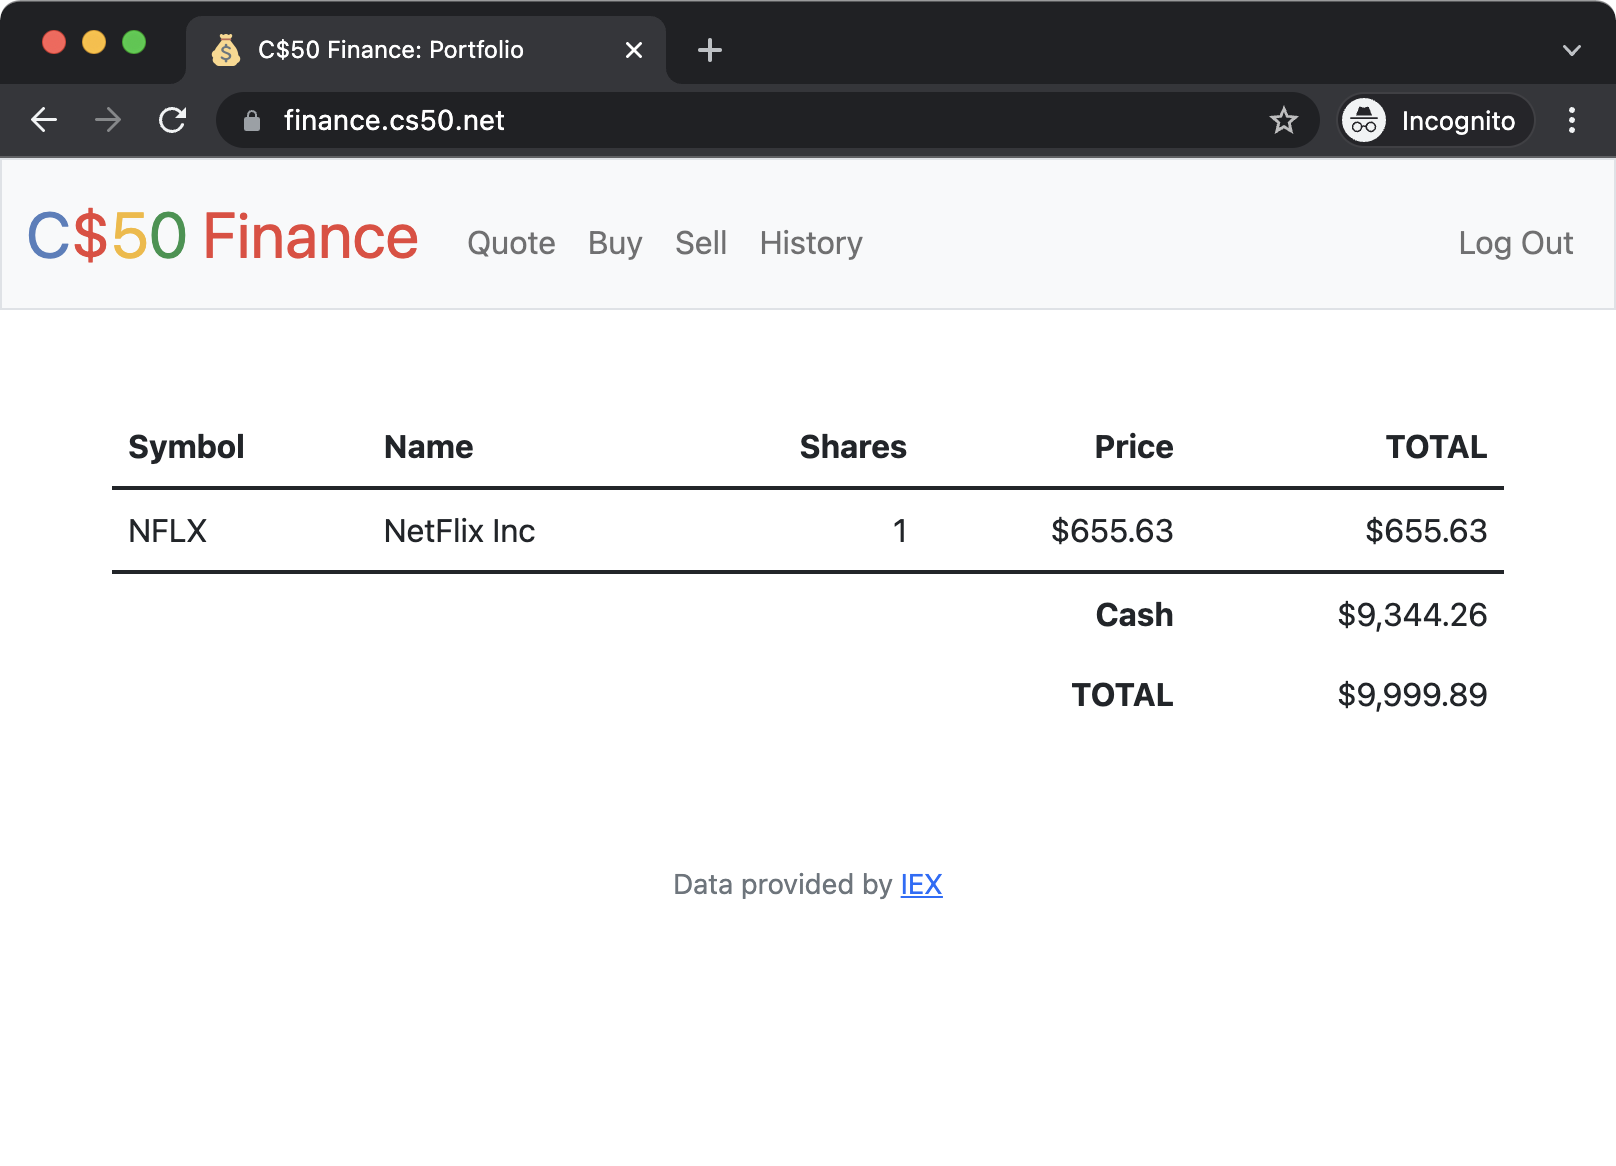 C$50 Finance: Portfolio
finance.cs50.net
Incognito
C$50 Finance Quote Buy Sell History Log Out
Symbol Name Shares Price TOTAL
NFLX NetFlix Inc 1 $655.63 $655.63
Cash $9,344.26
TOTAL $9,999.89
Data provided by IEX